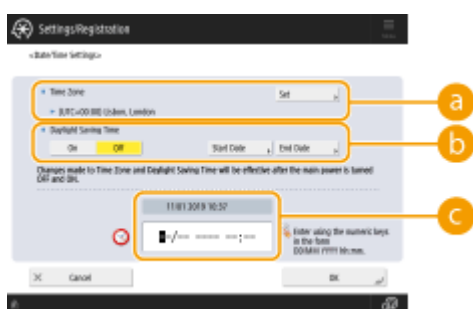 Settings/Registration
<Date/Time Settings>
Time Zone
Set
(UTC+00:00) Lisbon, London
Daylight Saving Time
On
Off
Start Date
End Date
Changes made to Time Zone and Daylight Saving Time will be effective after the main power is turned
OFF and ON.
11/01 2019 10:37
--/-- ---- --:--
Enter using the numeric keys
in the form
DD/MM YYYY hh:mm.
Cancel
OK
a
b
c